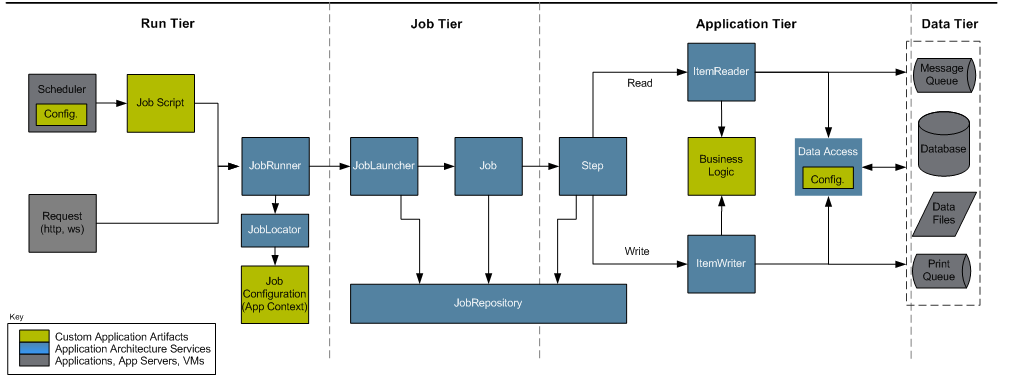 Run Tier
Job Tier
Application Tier
Data Tier
Scheduler
Config.
Job Script
Request
(http, ws)
JobRunner
JobLocator
Job
Configuration
(App Context)
JobLauncher
Job
JobRepository
Step
Read
Write
ItemReader
Business
Logic
ItemWriter
Data Access
Config.
Message
Queue
Database
Data
Files
Print
Queue
Key
Custom Application Artifacts
Application Architecture Services
Applications, App Servers, VMs